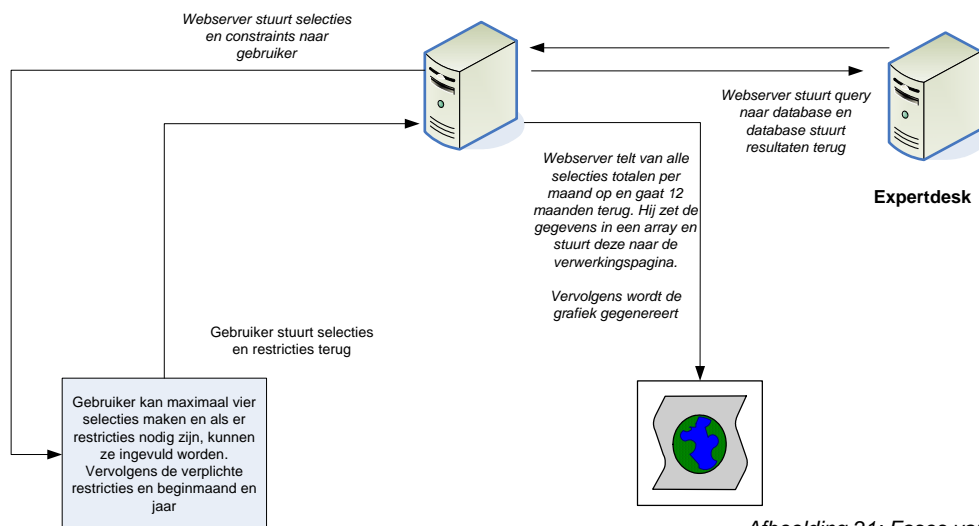 Webserver stuurt selecties
en constraints naar
gebruiker
Webserver stuurt query
naar database en
database stuurt
resultaten terug
Expertdesk
Webserver telt van alle
selecties totalen per
maand op en gaat 12
maanden terug. Hij zet de
gegevens in een array en
stuurt deze naar de
verwerkingspagina.
Vervolgens wordt de
grafiek gegenereert
Gebruiker stuurt selecties
en restricties terug
Gebruiker kan maximaal vier
selecties maken en als er
restricties nodig zijn, kunnen
ze ingevuld worden.
Vervolgens de verplichte
restricties en beginmaand en
jaar